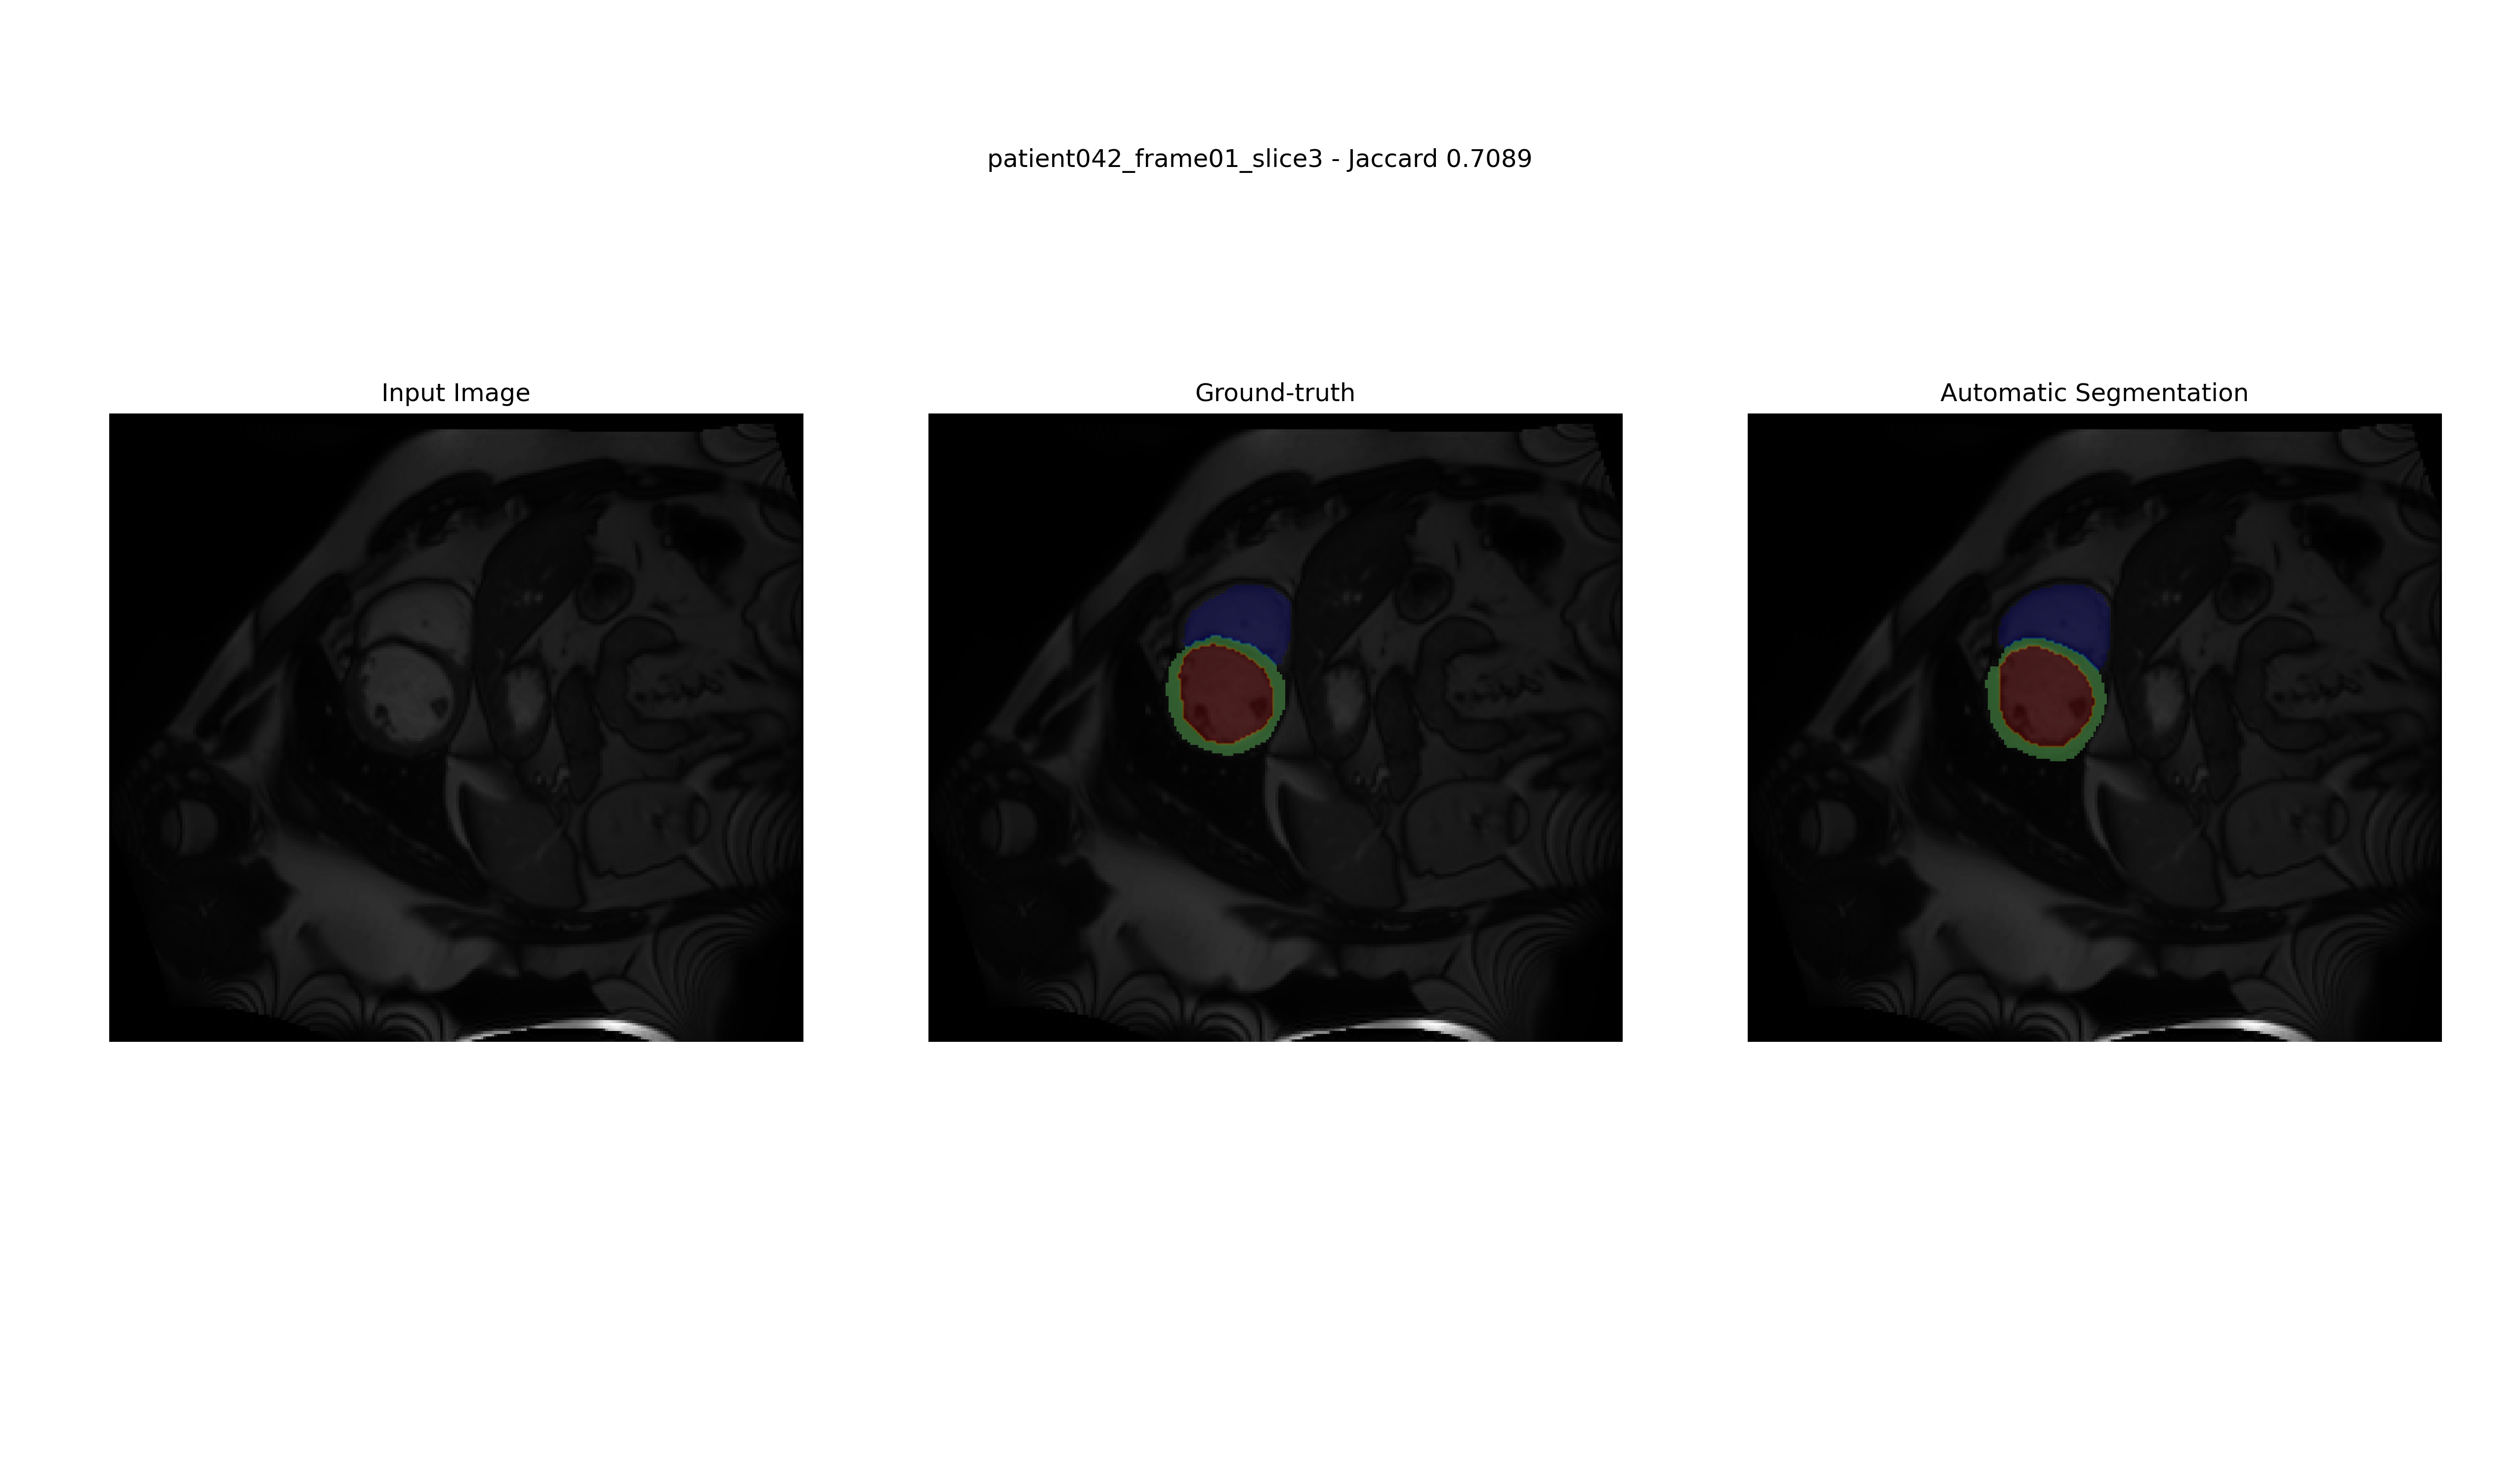 patient042_frame01_slice3 - Jaccard 0.7089
Input Image
Ground-truth
Automatic Segmentation